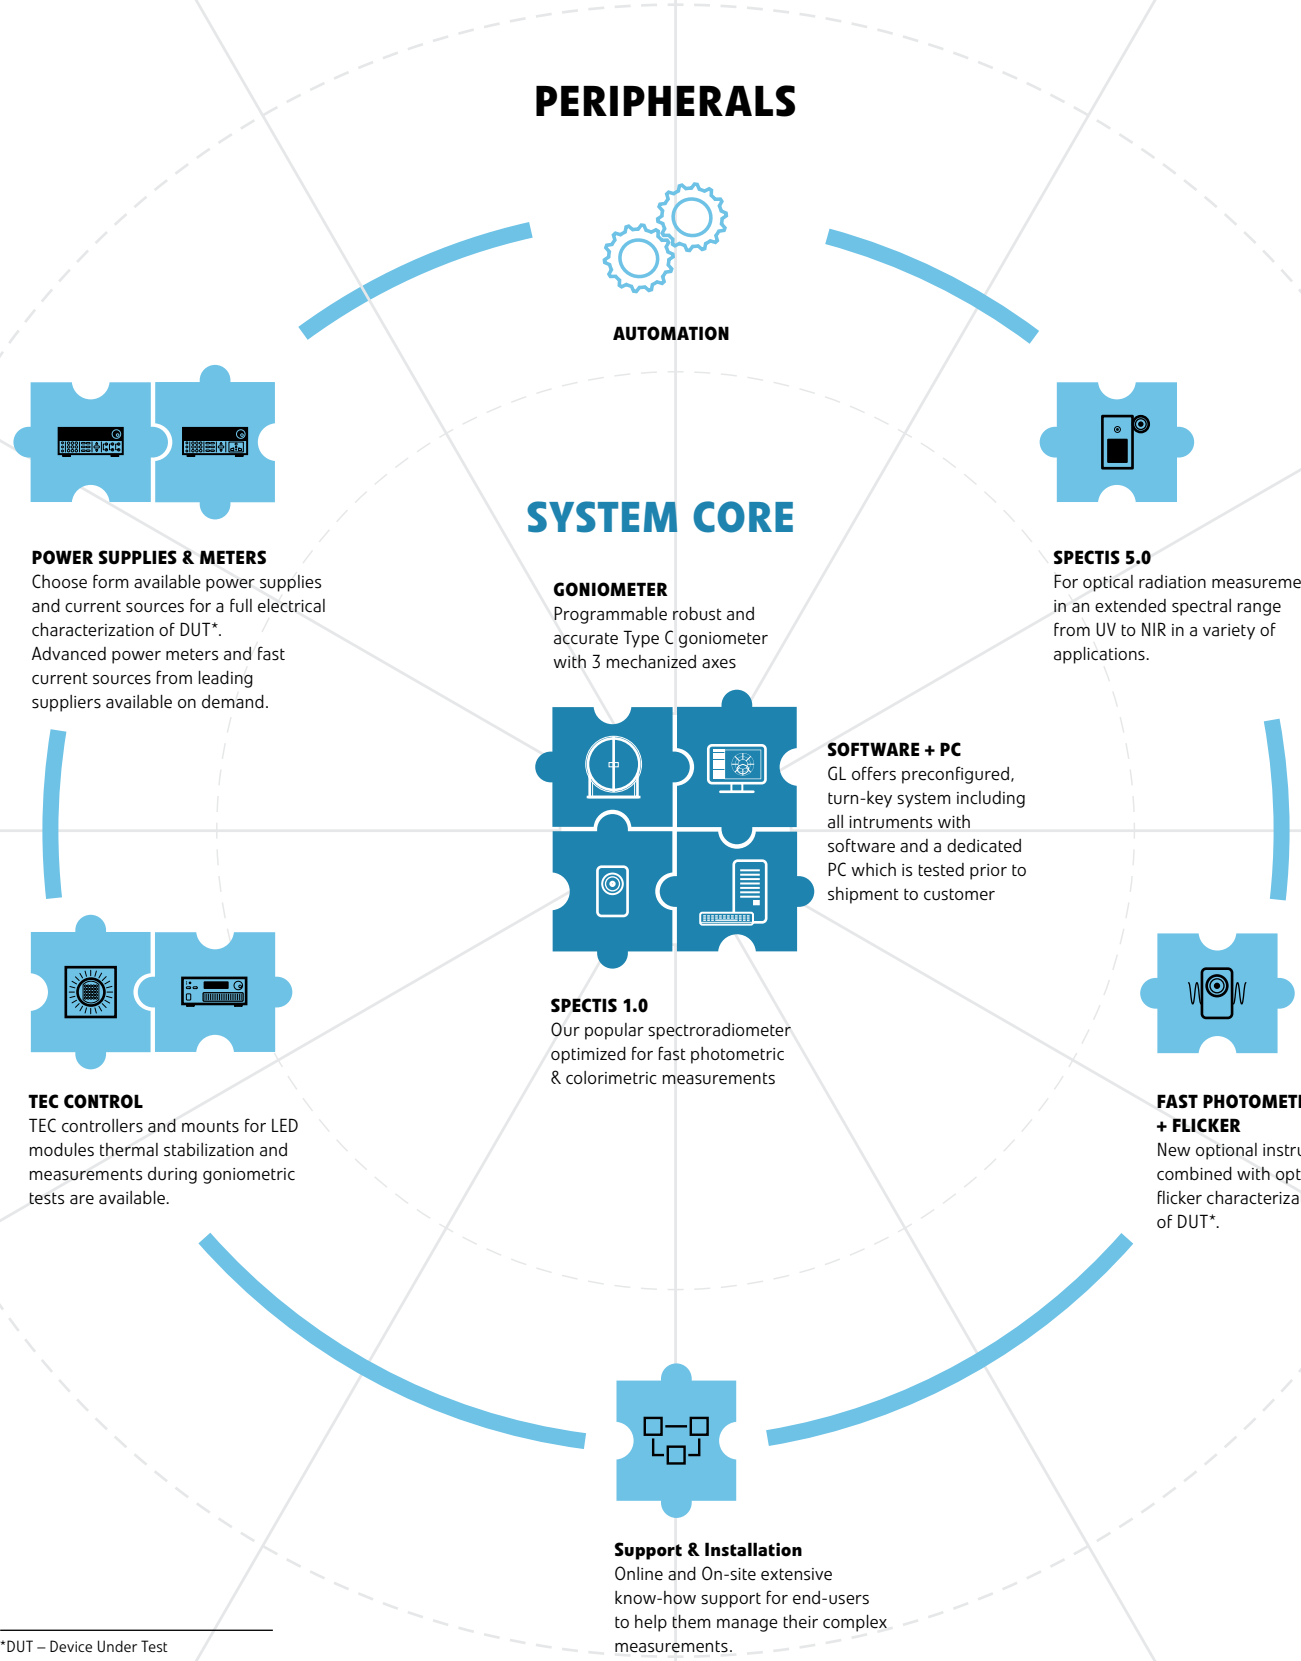 PERIPHERALS
AUTOMATION
POWER SUPPLIES & METERS
Choose form available power supplies
and current sources for a full electrical
characterization of DUT*.
Advanced power meters and fast
current sources from leading
suppliers available on demand.
SYSTEM CORE
GONIOMETER
Programmable robust and
accurate Type C goniometer
with 3 mechanized axes
SPECTIS 5.0
For optical radiation measureme
in an extended spectral range
from UV to NIR in a variety of
applications.
SOFTWARE + PC
GL offers preconfigured,
turn-key system including
all intruments with
software and a dedicated
PC which is tested prior to
shipment to customer
SPECTIS 1.0
Our popular spectroradiometer
optimized for fast photometric
& colorimetric measurements
TEC CONTROL
TEC controllers and mounts for LED
modules thermal stabilization and
measurements during goniometric
tests are available.
FAST PHOTOMET
+ FLICKER
New optional instru
combined with opt
flicker characteriza
of DUT*.
Support & Installation
Online and On-site extensive
know-how support for end-users
to help them manage their complex
measurements.
*DUT – Device Under Test